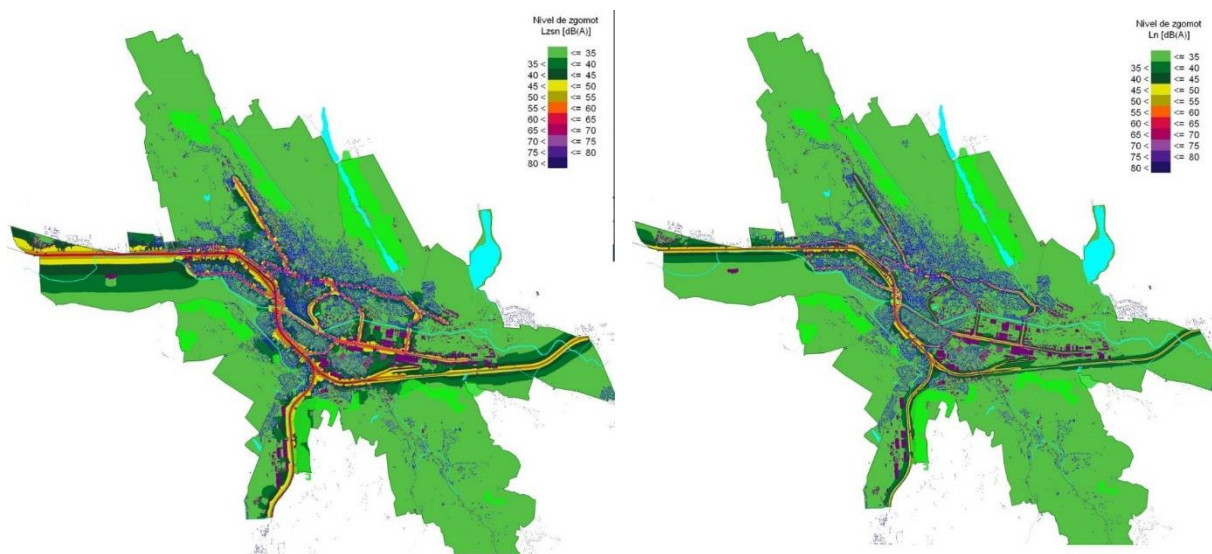 Nivel de zgomot
Lzsn [dB(A)]
<= 35
35 < <= 40
40 < <= 45
45 < <= 50
50 < <= 55
55 < <= 60
60 < <= 65
65 < <= 70
70 < <= 75
75 < <= 80
80 <
Nivel de zgomot
Ln [dB(A)]
<= 35
35 < <= 40
40 < <= 45
45 < <= 50
50 < <= 55
55 < <= 60
60 < <= 65
65 < <= 70
70 < <= 75
75 < <= 80
80 <